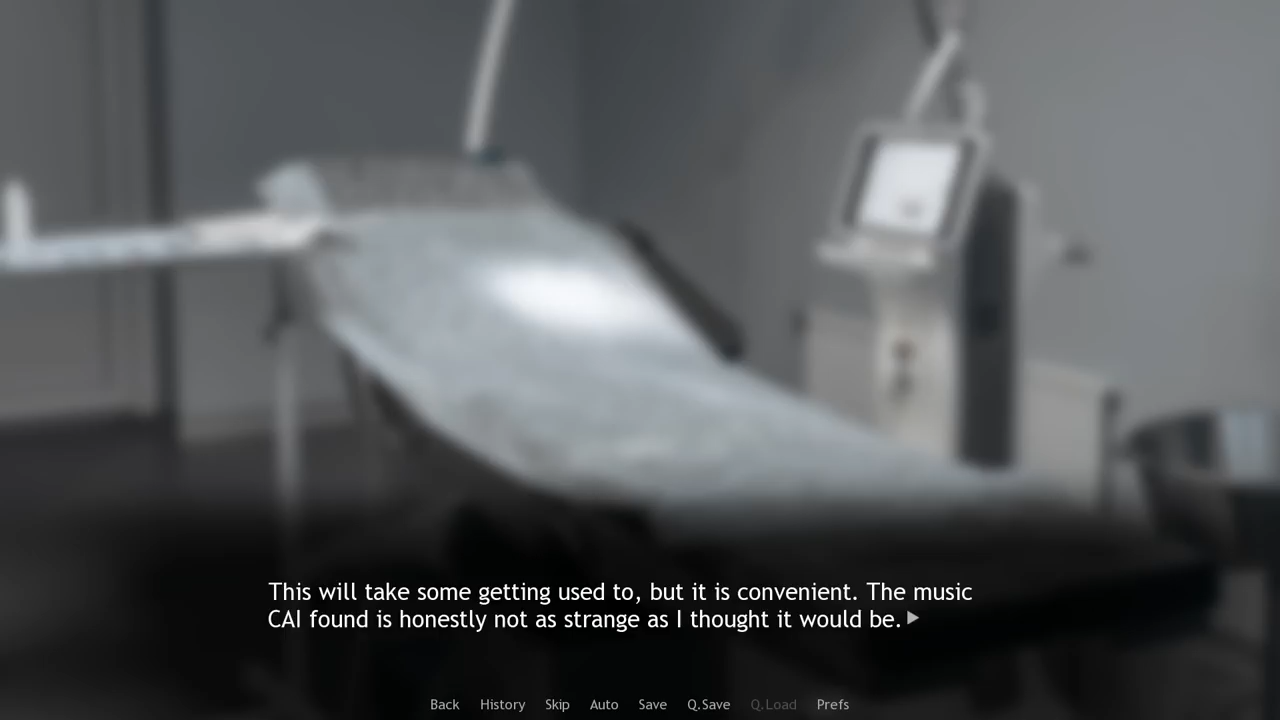 This will take some getting used to, but it is convenient. The music
CAI found is honestly not as strange as I thought it would be.
Back History Skip Auto Save Q.Save Q.Load Prefs